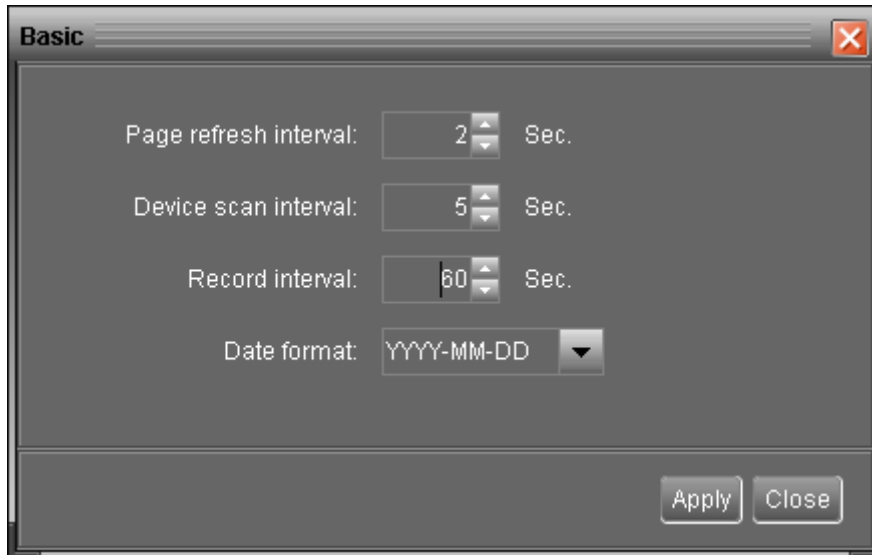 Basic
Page refresh interval: 2 Sec.
Device scan interval: 5 Sec.
Record interval: 60 Sec.
Date format: YYYY-MM-DD
Apply Close